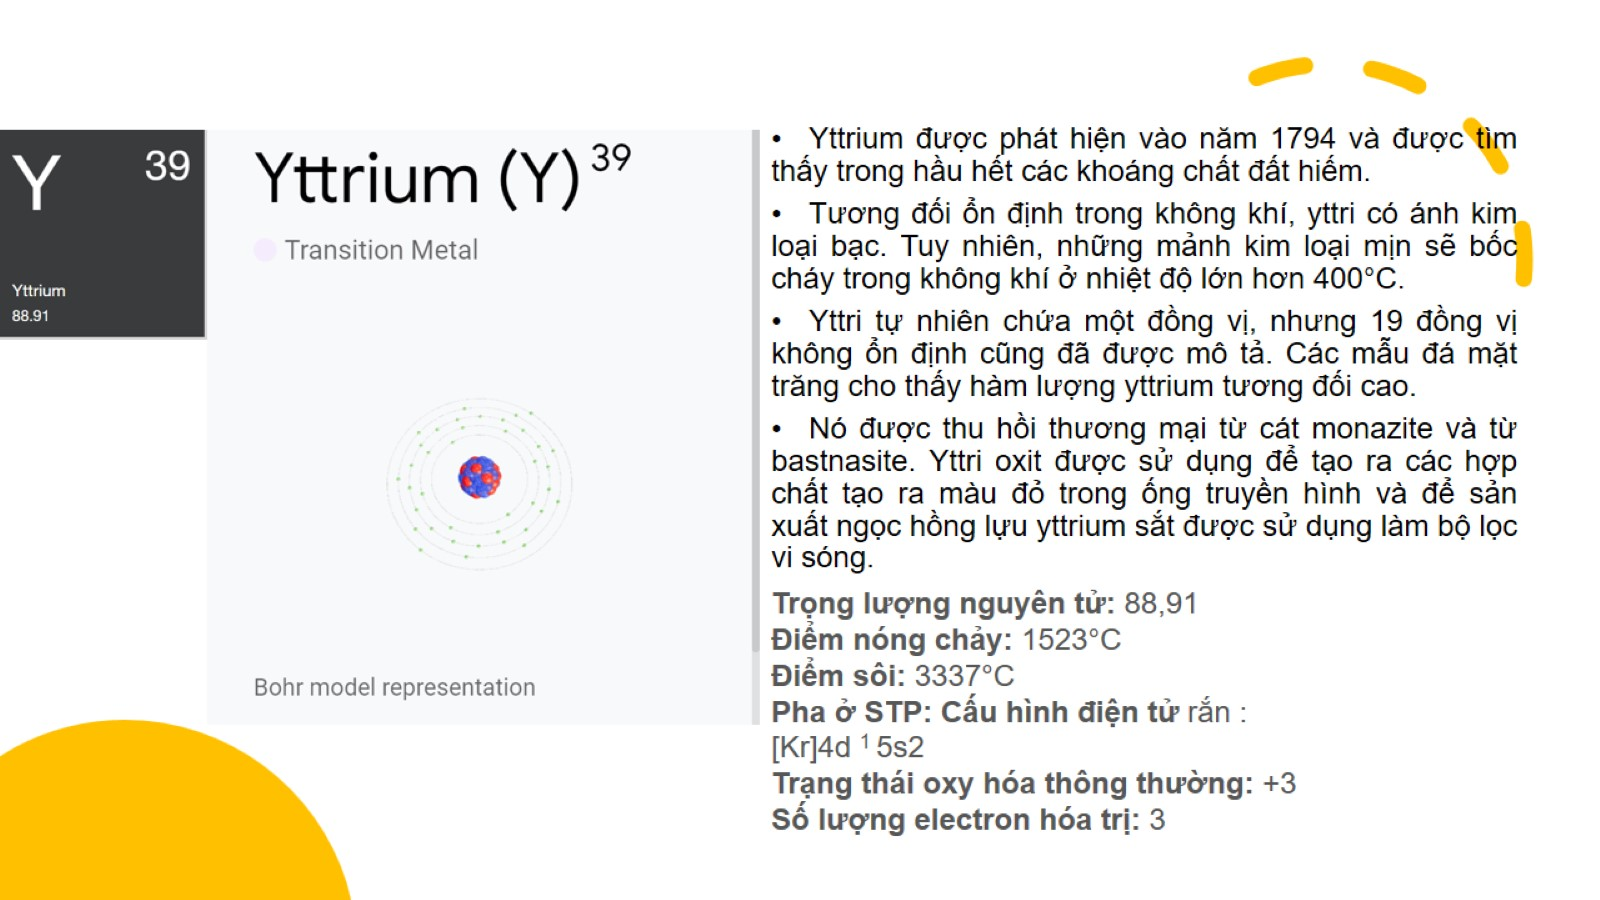 Y 39
Yttrium
88.91
Yttrium (Y) 39
Transition Metal
Bohr model representation
• Yttrium được phát hiện vào năm 1794 và được tìm
thấy trong hầu hết các khoáng chất đất hiếm.
• Tương đối ổn định trong không khí, yttri có ánh kim
loại bạc. Tuy nhiên, những mảnh kim loại mịn sẽ bốc
cháy trong không khí ở nhiệt độ lớn hơn 400°C.
• Yttri tự nhiên chứa một đồng vị, nhưng 19 đồng vị
không ổn định cũng đã được mô tả. Các mẫu đá mặt
trăng cho thấy hàm lượng yttrium tương đối cao.
• Nó được thu hồi thương mại từ cát monazite và từ
bastnasite. Yttri oxit được sử dụng để tạo ra các hợp
chất tạo ra màu đỏ trong ống truyền hình và để sản
xuất ngọc hồng lựu yttrium sắt được sử dụng làm bộ lọc
vi sóng.
Trọng lượng nguyên tử: 88,91
Điểm nóng chảy: 1523°C
Điểm sôi: 3337°C
Pha ở STP: Cấu hình điện tử rắn :
[Kr]4d ¹ 5s2
Trạng thái oxy hóa thông thường: +3
Số lượng electron hóa trị: 3